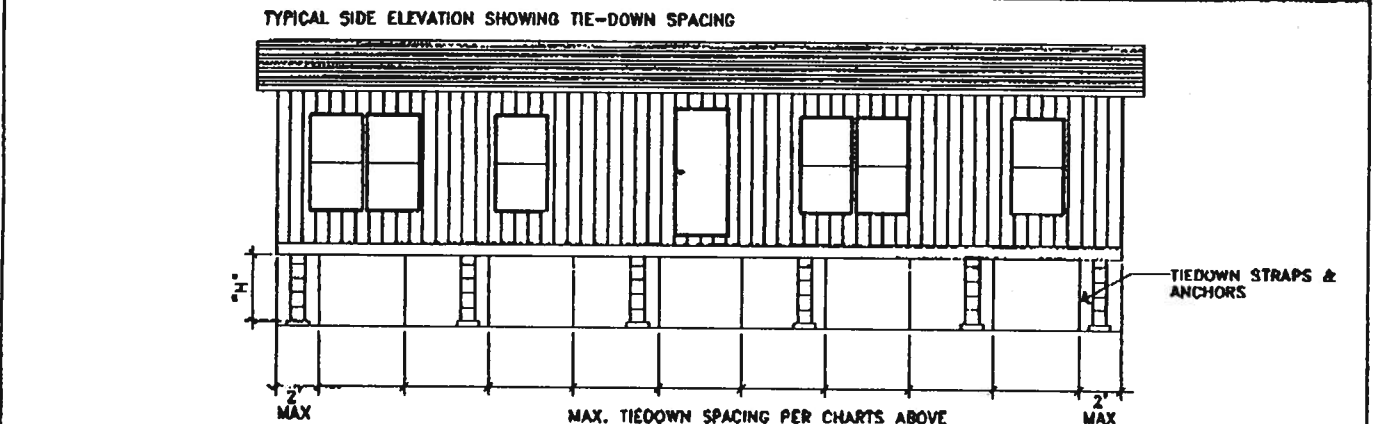 TYPICAL SIDE ELEVATION SHOWING TIE-DOWN SPACING
"H"
TIEDOWN STRAPS &
ANCHORS
2'
MAX
MAX. TIEDOWN SPACING PER CHARTS ABOVE
2'
MAX